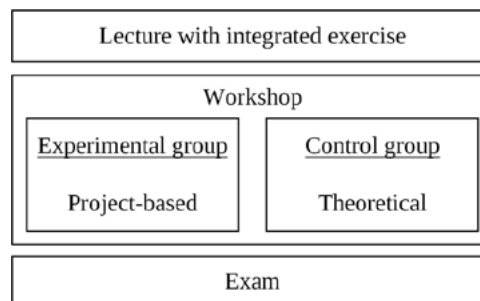 Lecture with integrated exercise
Workshop
Experimental group
Project-based
Control group
Theoretical
Exam